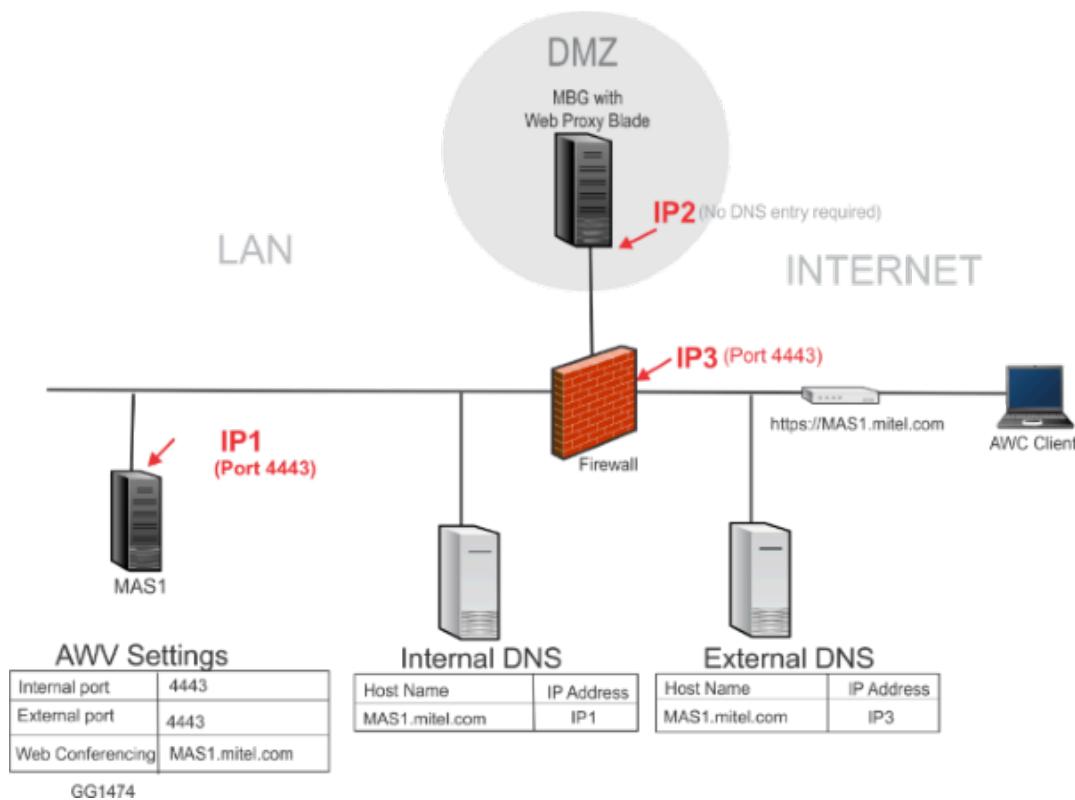 DMZ
MBG with
Web Proxy Blade
IP2 (No DNS entry required)
LAN
INTERNET
IP3 (Port 4443)
IP1
(Port 4443)
https://MAS1.mitel.com
AWC Client
Firewall
MAS1
AWV Settings
Internal port 4443
External port 4443
Web Conferencing MAS1.mitel.com
GG1474
Internal DNS
Host Name IP Address
MAS1.mitel.com IP1
External DNS
Host Name IP Address
MAS1.mitel.com IP3